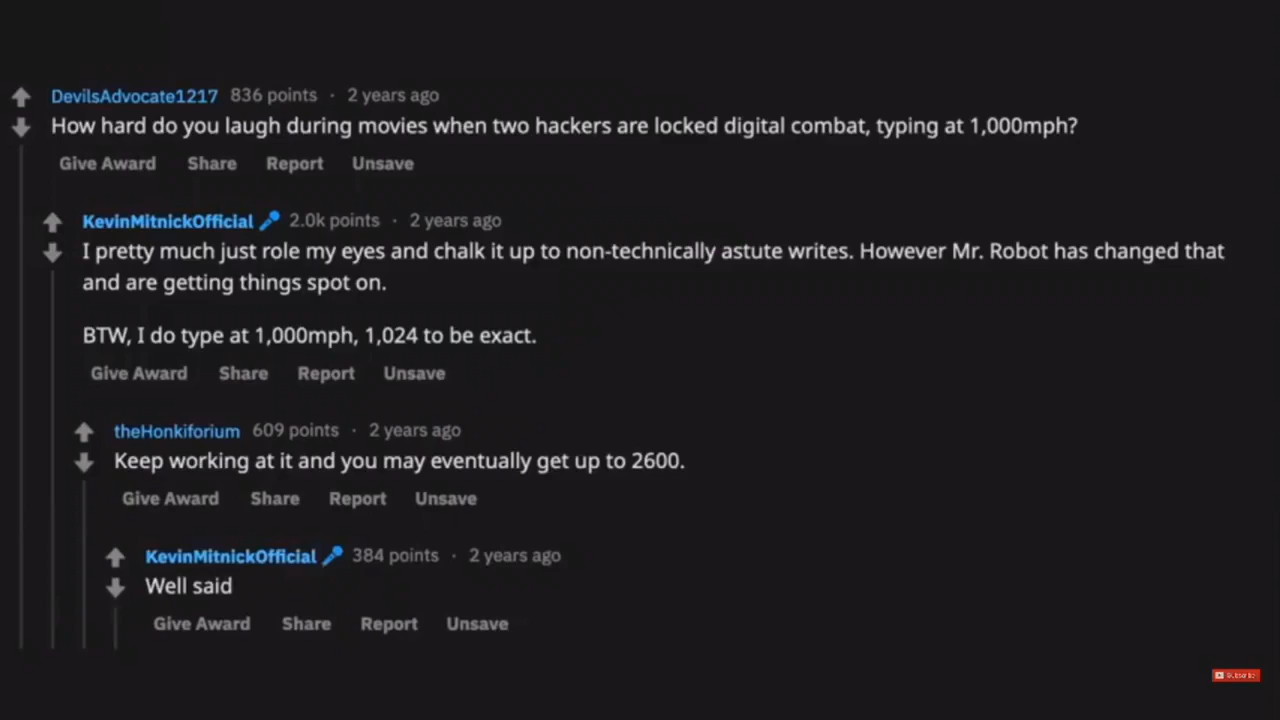 DevilsAdvocate1217 836 points · 2 years ago
How hard do you laugh during movies when two hackers are locked digital combat, typing at 1,000mph?
Give Award Share Report Unsave
KevinMitnickOfficial 2.0k points · 2 years ago
I pretty much just role my eyes and chalk it up to non-technically astute writes. However Mr. Robot has changed that
and are getting things spot on.
BTW, I do type at 1,000mph, 1,024 to be exact.
Give Award Share Report Unsave
theHonkiforium 609 points · 2 years ago
Keep working at it and you may eventually get up to 2600.
Give Award Share Report Unsave
KevinMitnickOfficial 384 points · 2 years ago
Well said
Give Award Share Report Unsave